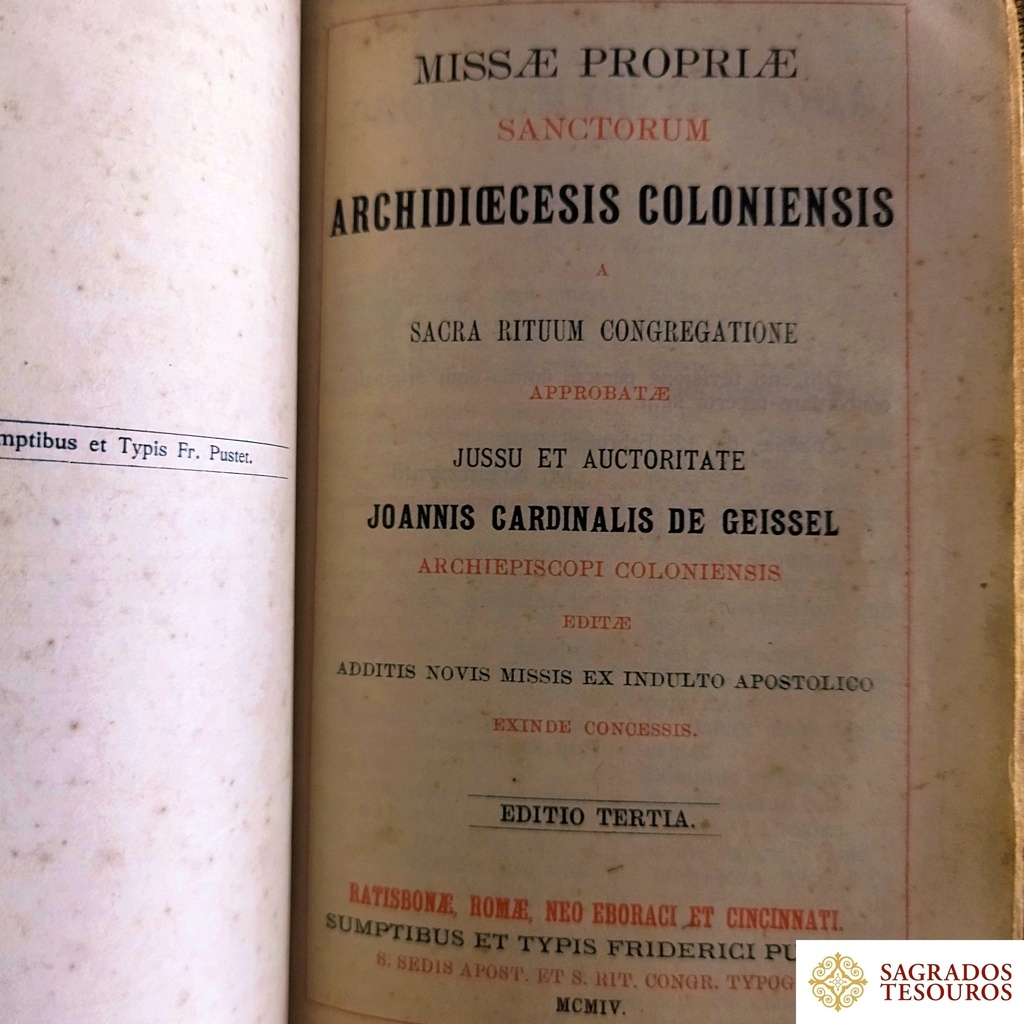 mptibus et Typis Fr. Pustet.
MISSÆ PROPRIÆ
SANCTORUM
ARCHIDIŒCESIS COLONIENSIS
A
SACRA RITUUM CONGREGATIONE
APPROBATÆ
JUSSU ET AUCTORITATE
JOANNIS CARDINALIS DE GEISSEL
ARCHIEPISCOPI COLONIENSIS
EDITÆ
ADDITIS NOVIS MISSIS EX INDULTO APOSTOLICO
EXINDE CONCESSIS.
EDITIO TERTIA.
RATISBONÆ, ROMÆ, NEO EBORACI ET CINCINNATI.
SUMPTIBUS ET TYPIS FRIDERICI PU
S. SEDIS APOST. ET S. RIT. CONGR. TYPOG
MCMIV.
SAGRADOS
TESOUROS